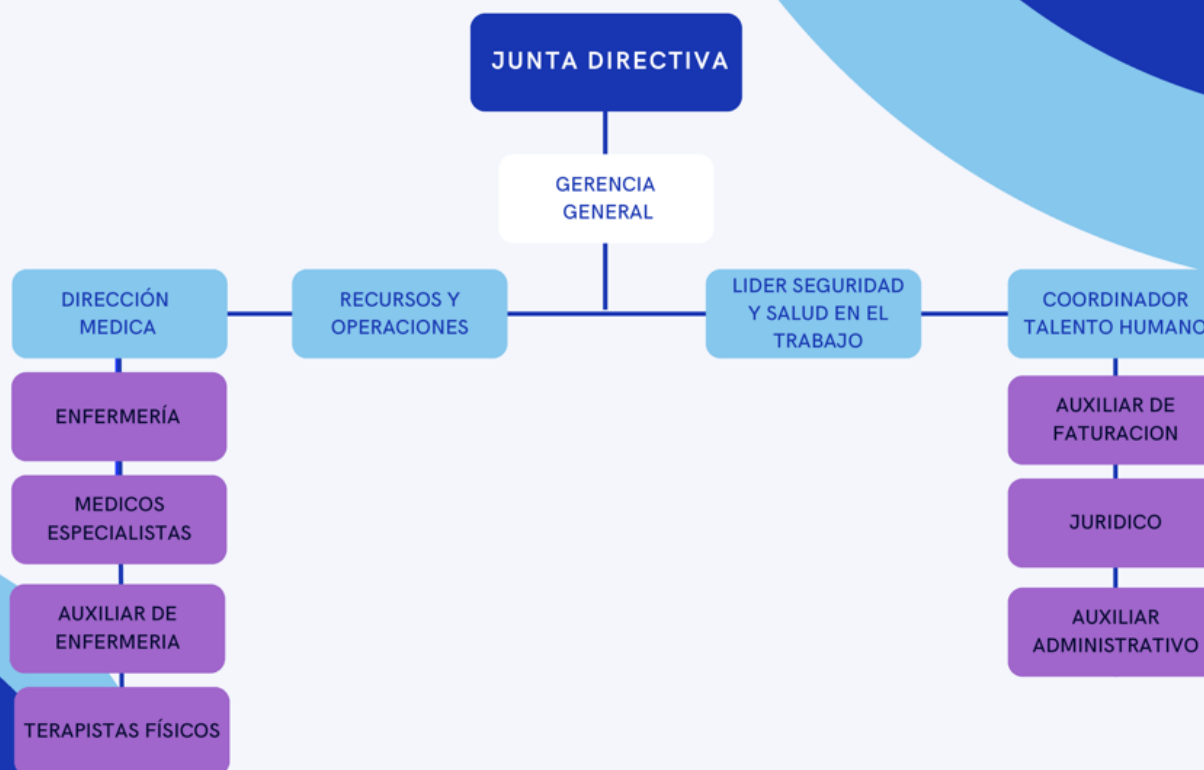 JUNTA DIRECTIVA
GERENCIA
GENERAL
DIRECCIÓN
MEDICA
RECURSOS Y
OPERACIONES
LIDER SEGURIDAD
Y SALUD EN EL
TRABAJO
COORDINADOR
TALENTO HUMANO
ENFERMERÍA
MEDICOS
ESPECIALISTAS
AUXILIAR DE
ENFERMERIA
TERAPISTAS FÍSICOS
AUXILIAR DE
FATURACION
JURIDICO
AUXILIAR
ADMINISTRATIVO